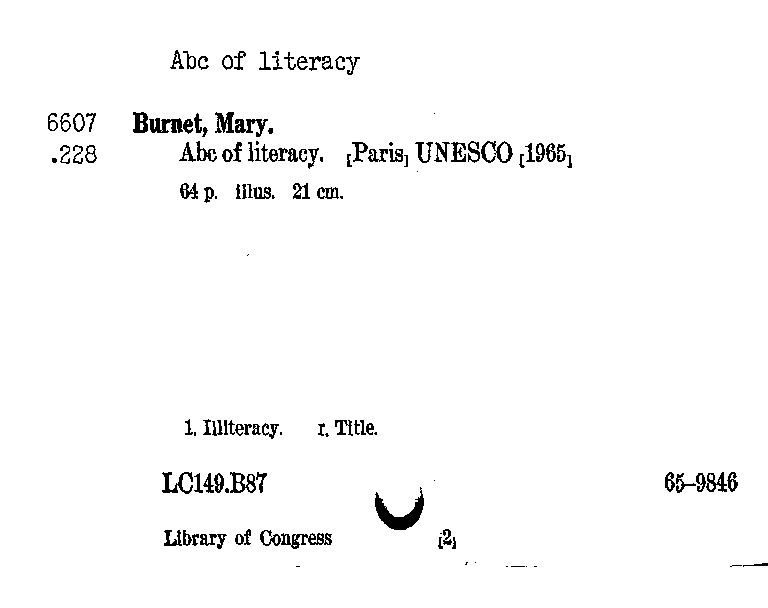 Abc of literacy
6607 Burnet, Mary.
.228 Abc of literacy. [Paris] UNESCO [1965]
64 p. illus. 21 cm.
1. Illiteracy. I. Title.
LC149.B87 65–9846
Library of Congress [2]